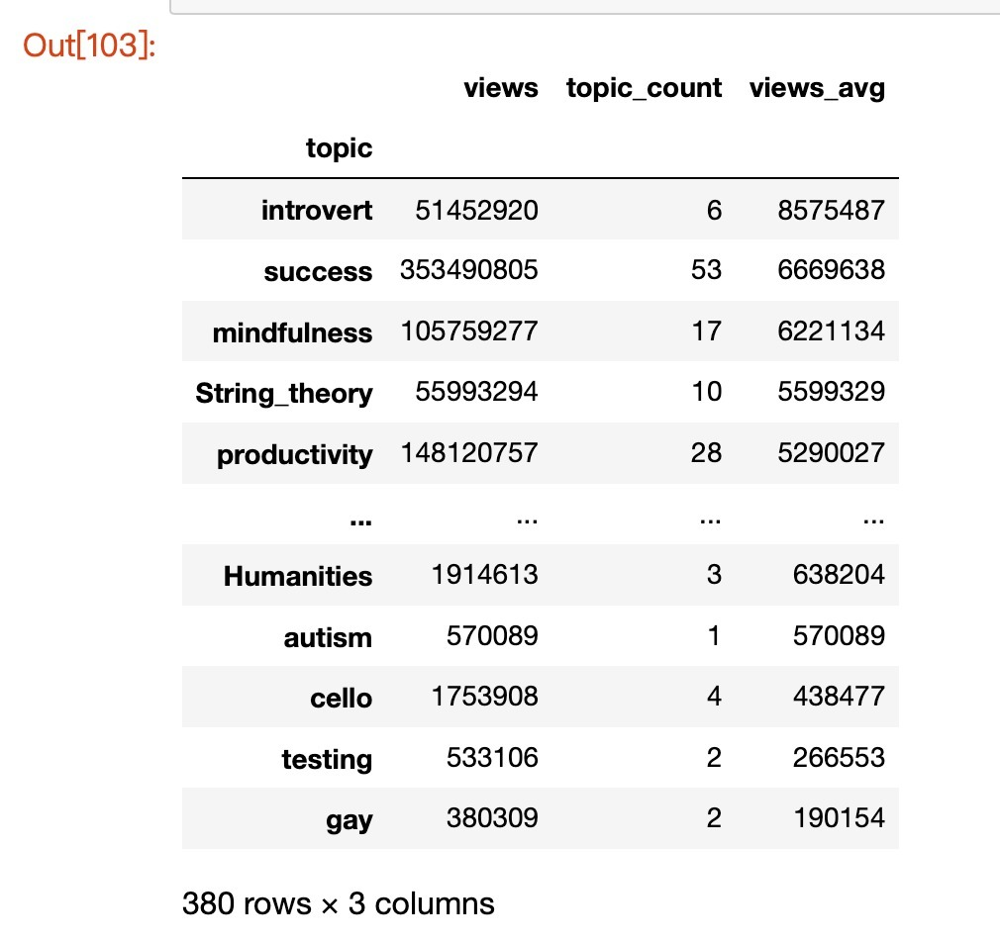 Out[103]:
views topic_count views_avg
topic
introvert 51452920 6 8575487
success 353490805 53 6669638
mindfulness 105759277 17 6221134
String_theory 55993294 10 5599329
productivity 148120757 28 5290027
... ... ... ...
Humanities 1914613 3 638204
autism 570089 1 570089
cello 1753908 4 438477
testing 533106 2 266553
gay 380309 2 190154
380 rows × 3 columns